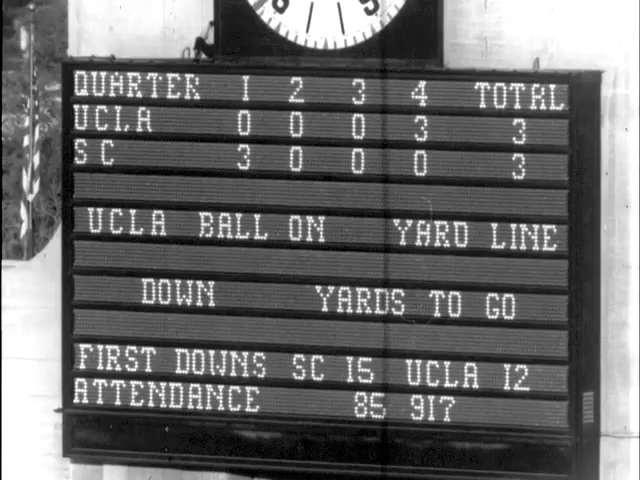 QUARTER 1 2 3 4 TOTAL
UCLA 0 0 0 3 3
SC 3 0 0 0 3
UCLA BALL ON YARD LINE
DOWN YARDS TO GO
FIRST DOWNS SC 15 UCLA 12
ATTENDANCE 85 917